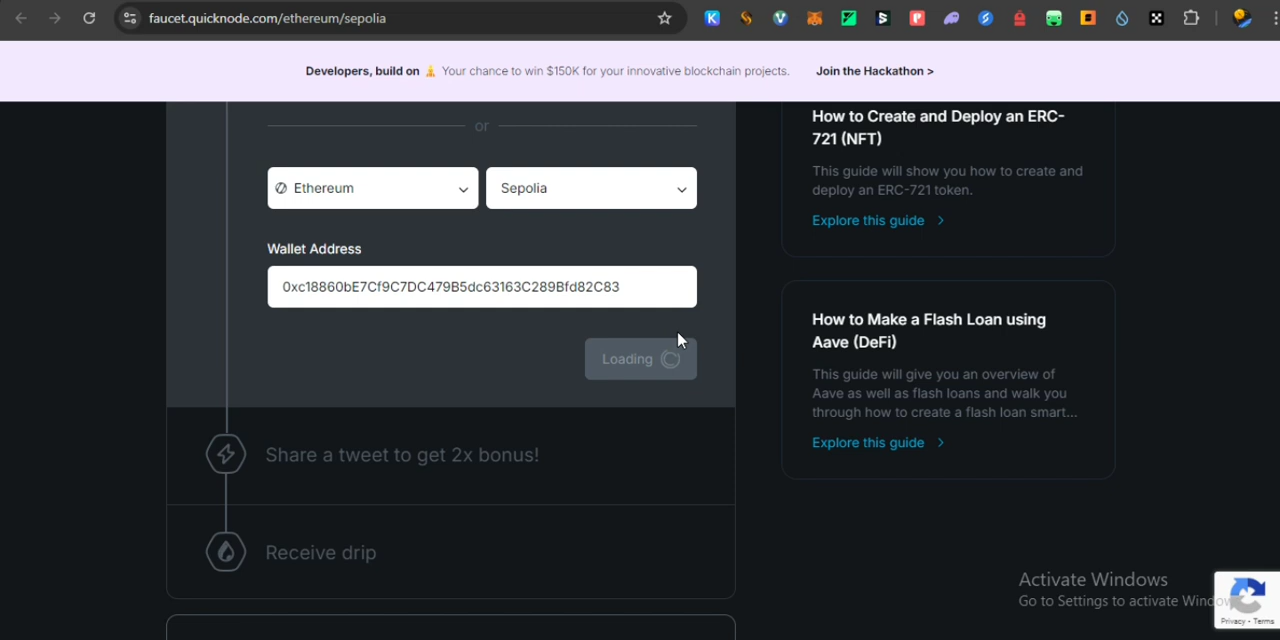 faucet.quicknode.com/ethereum/sepolia
Developers, build on Your chance to win $150K for your innovative blockchain projects. Join the Hackathon >
or
Ethereum
Sepolia
Wallet Address
0xc18860bE7Cf9C7DC479B5dc63163C289Bfd82C83
Loading
Share a tweet to get 2x bonus!
Receive drip
How to Create and Deploy an ERC-
721 (NFT)
This guide will show you how to create and
deploy an ERC-721 token.
Explore this guide >
How to Make a Flash Loan using
Aave (DeFi)
This guide will give you an overview of
Aave as well as flash loans and walk you
through how to create a flash loan smart...
Explore this guide >
Activate Windows
Go to Settings to activate Windows
Privacy - Terms